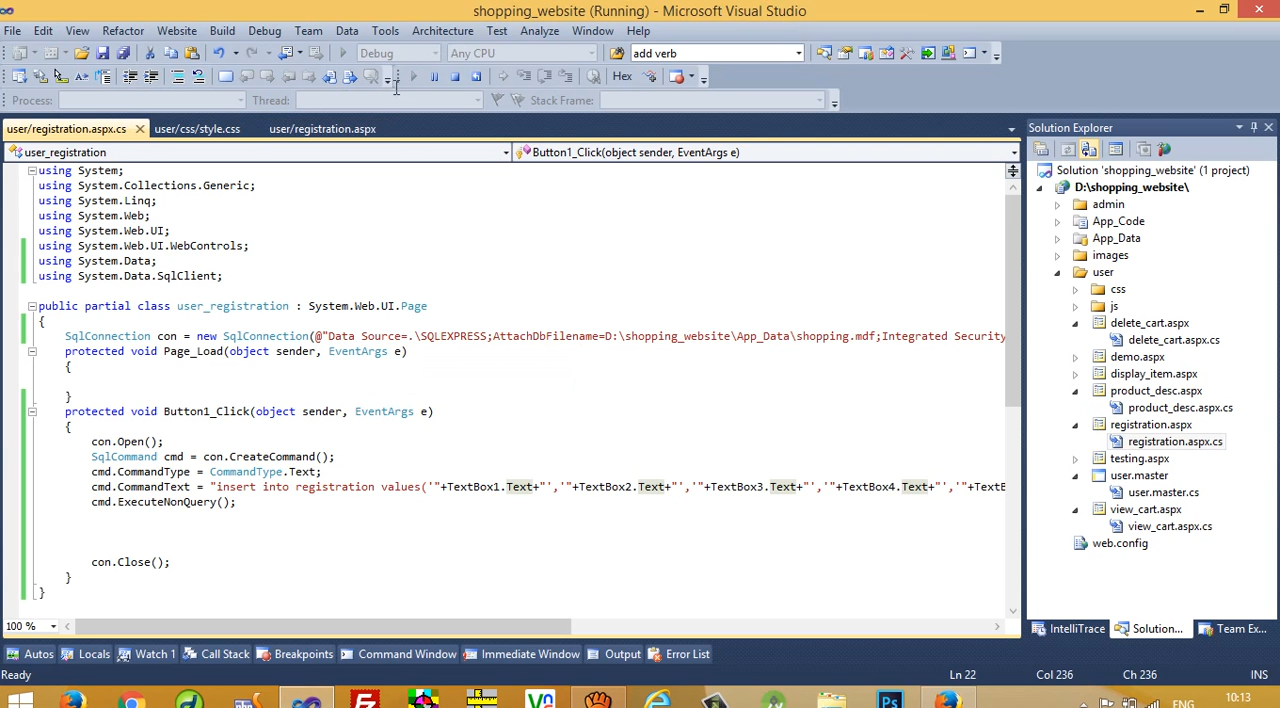 shopping_website (Running) - Microsoft Visual Studio
File Edit View Refactor Website Build Debug Team Data Tools Architecture Test Analyze Window Help
Debug Any CPU add verb
Hex
Process: Thread: Stack Frame:
user/registration.aspx.cs user/css/style.css user/registration.aspx
user_registration Button1_Click(object sender, EventArgs e)
using System;
using System.Collections.Generic;
using System.Linq;
using System.Web;
using System.Web.UI;
using System.Web.UI.WebControls;
using System.Data;
using System.Data.SqlClient;
public partial class user_registration : System.Web.UI.Page
{
SqlConnection con = new SqlConnection(@"Data Source=.\SQLEXPRESS;AttachDbFilename=D:\shopping_website\App_Data\shopping.mdf;Integrated Security
protected void Page_Load(object sender, EventArgs e)
{
}
protected void Button1_Click(object sender, EventArgs e)
{
con.Open();
SqlCommand cmd = con.CreateCommand();
cmd.CommandType = CommandType.Text;
cmd.CommandText = "insert into registration values('"+TextBox1.Text+"','"+TextBox2.Text+"','"+TextBox3.Text+"','"+TextBox4.Text+"','"+TextB
cmd.ExecuteNonQuery();
con.Close();
}
}
100 %
Solution Explorer
Solution 'shopping_website' (1 project)
D:\shopping_website\
admin
App_Code
App_Data
images
user
css
js
delete_cart.aspx
delete_cart.aspx.cs
demo.aspx
display_item.aspx
product_desc.aspx
product_desc.aspx.cs
registration.aspx
registration.aspx.cs
testing.aspx
user.master
user.master.cs
view_cart.aspx
view_cart.aspx.cs
web.config
IntelliTrace Solution... Team Ex...
Autos Locals Watch 1 Call Stack Breakpoints Command Window Immediate Window Output Error List
Ready Ln 22 Col 236 Ch 236 INS
Ps ENG 10:13